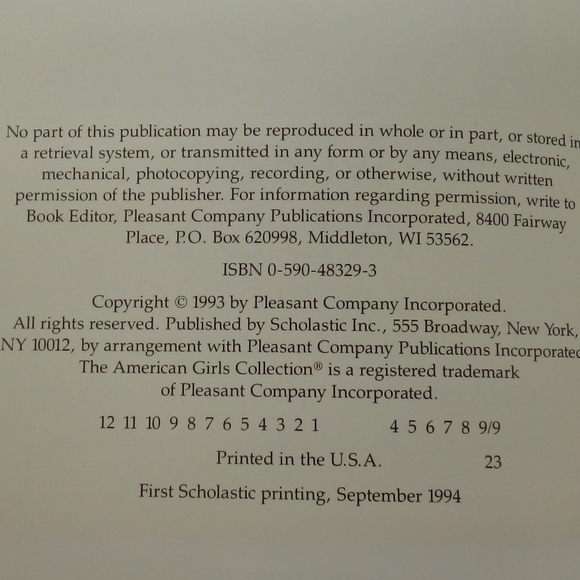 No part of this publication may be reproduced in whole or in part, or stored in
a retrieval system, or transmitted in any form or by any means, electronic,
mechanical, photocopying, recording, or otherwise, without written
permission of the publisher. For information regarding permission, write to
Book Editor, Pleasant Company Publications Incorporated, 8400 Fairway
Place, P.O. Box 620998, Middleton, WI 53562.
ISBN 0-590-48329-3
Copyright © 1993 by Pleasant Company Incorporated.
All rights reserved. Published by Scholastic Inc., 555 Broadway, New York,
NY 10012, by arrangement with Pleasant Company Publications Incorporated
The American Girls Collection® is a registered trademark
of Pleasant Company Incorporated.
12 11 10 9 8 7 6 5 4 3 2 1 4 5 6 7 8 9/9
Printed in the U.S.A. 23
First Scholastic printing, September 1994